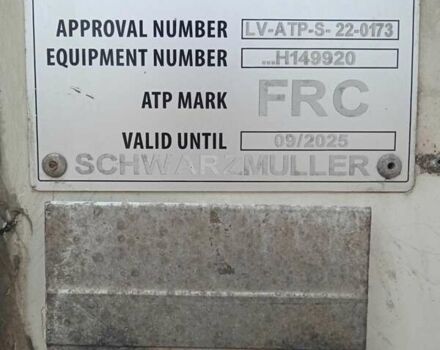 APPROVAL NUMBER LV-ATP-S- 22-0173
EQUIPMENT NUMBER ...H149920
ATP MARK FRC
VALID UNTIL 09/2025
SCHWARZMULLER